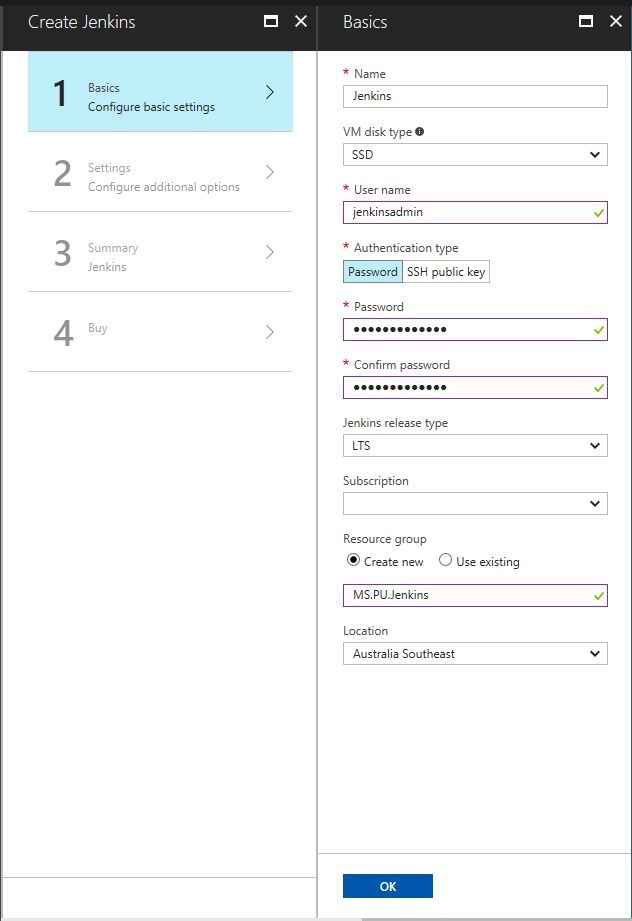 Create Jenkins
1
Basics
Configure basic settings
2
Settings
Configure additional options
3
Summary
Jenkins
4
Buy
Basics
* Name
Jenkins
VM disk type
SSD
* User name
jenkinsadmin
* Authentication type
Password SSH public key
* Password
•••••••••••••
* Confirm password
•••••••••••••
Jenkins release type
LTS
Subscription
Resource group
Create new Use existing
MS.PU.Jenkins
Location
Australia Southeast
OK